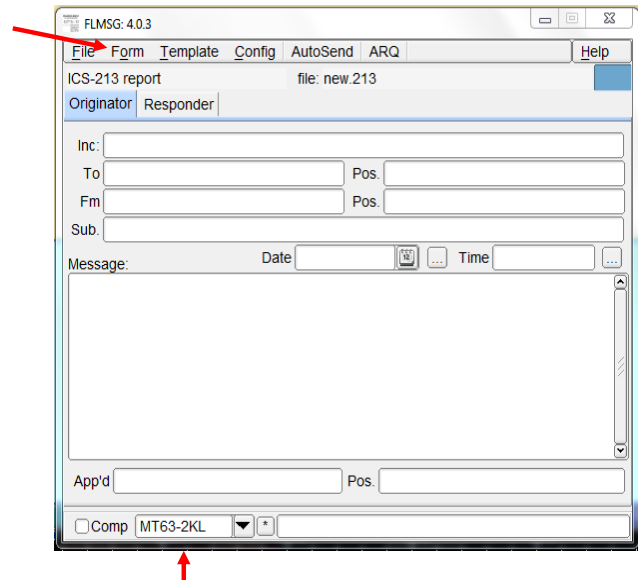 FLMSG: 4.0.3
File Form Template Config AutoSend ARQ Help
ICS-213 report file: new.213
Originator Responder
Inc:
To Pos.
Fm Pos.
Sub.
Message: Date 12 ... Time ...
App'd Pos.
Comp MT63-2KL *